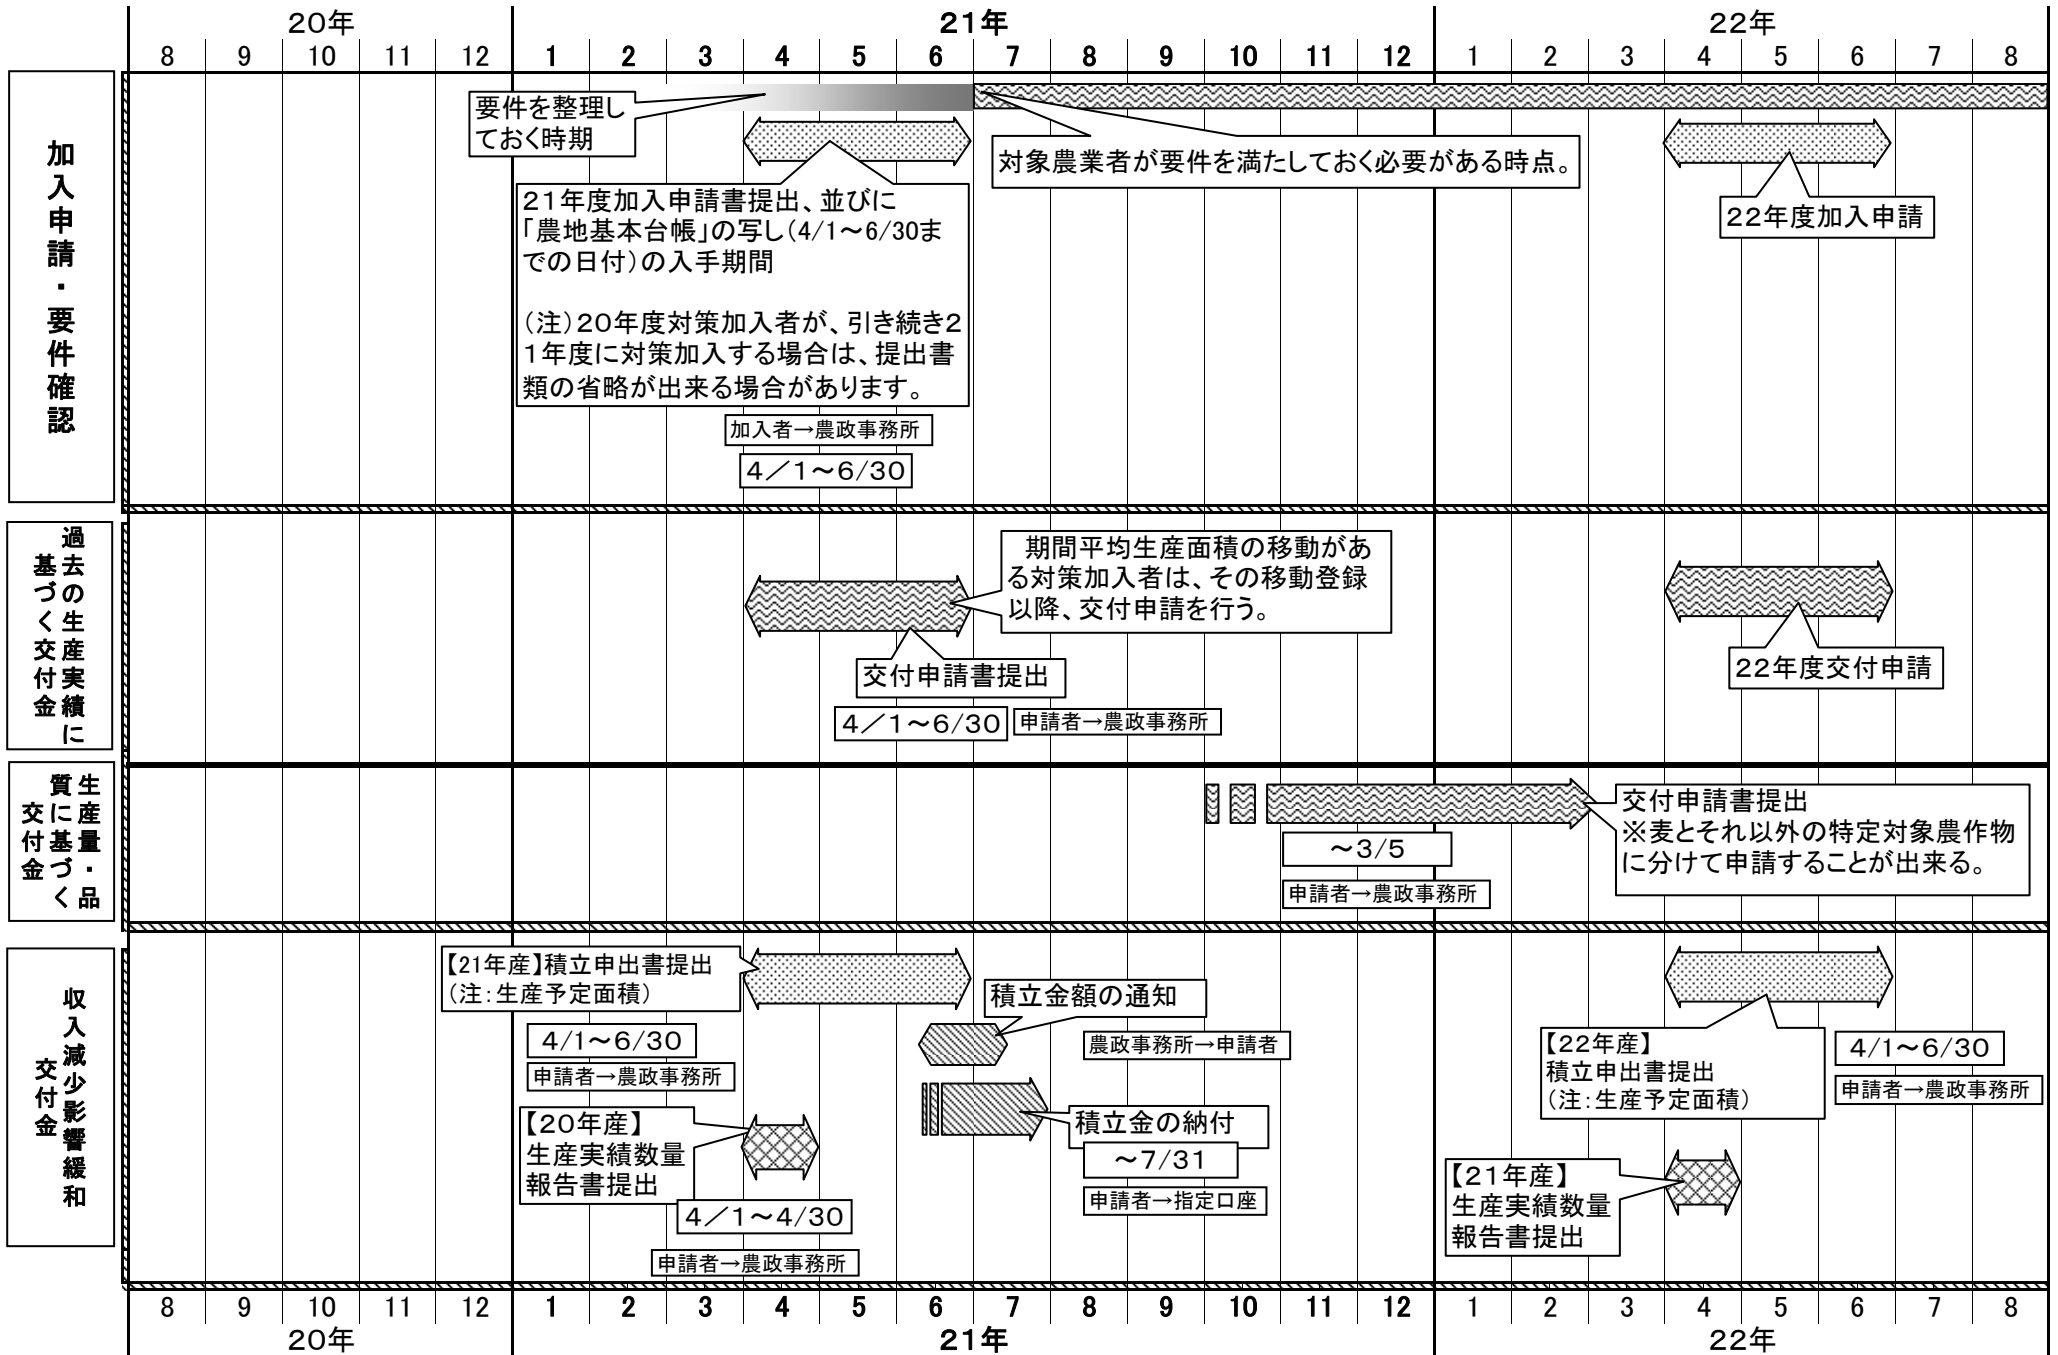 20年
21年
22年
8 9 10 11 12 1 2 3 4 5 6 7 8 9 10 11 12 1 2 3 4 5 6 7 8
加入申請・要件確認
要件を整理し
ておく時期
対象農業者が要件を満たしておく必要がある時点。
21年度加入申請書提出、並びに
「農地基本台帳」の写し（4/1～6/30ま
での日付）の入手期間
（注）20年度対策加入者が、引き続き2
1年度に対策加入する場合は、提出書
類の省略が出来る場合があります。
加入者→農政事務所
4／1～6/30
22年度加入申請
過去の生産実績に
基づく交付金
期間平均生産面積の移動があ
る対策加入者は、その移動登録
以降、交付申請を行う。
交付申請書提出
4／1～6/30
申請者→農政事務所
22年度交付申請
生産量・品
質に基づく
交付金
交付申請書提出
※麦とそれ以外の特定対象農作物
に分けて申請することが出来る。
～3/5
申請者→農政事務所
収入減少影響緩和
交付金
【21年産】積立申出書提出
（注：生産予定面積）
4/1～6/30
申請者→農政事務所
積立金額の通知
農政事務所→申請者
【20年産】
生産実績数量
報告書提出
4／1～4/30
申請者→農政事務所
積立金の納付
～7/31
申請者→指定口座
【22年産】
積立申出書提出
（注：生産予定面積）
4/1～6/30
申請者→農政事務所
【21年産】
生産実績数量
報告書提出
8 9 10 11 12 1 2 3 4 5 6 7 8 9 10 11 12 1 2 3 4 5 6 7 8
20年
21年
22年